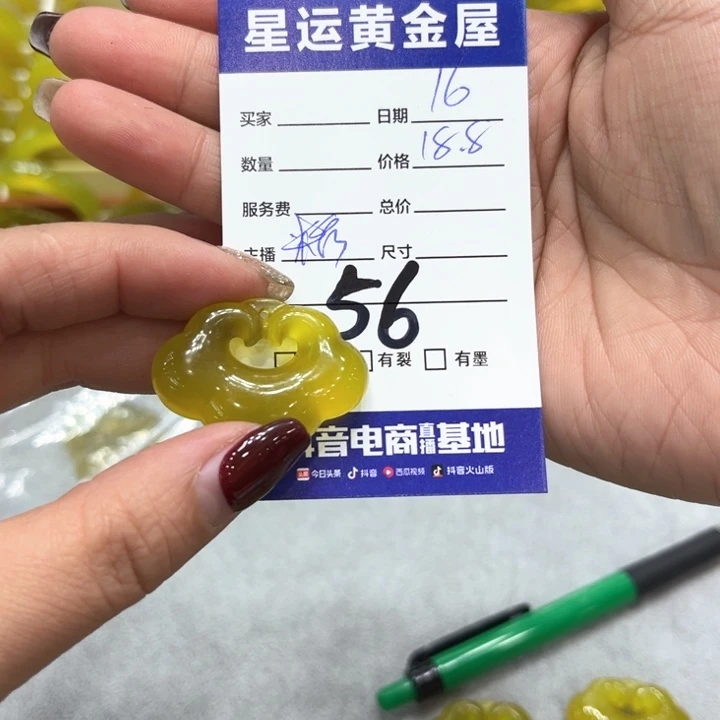 星运黄金屋
买家 日期 16
数量 价格 18.8
服务费 总价
主播 尺寸
56
有裂 有墨
抖音电商直播基地
今日头条 抖音 西瓜视频 抖音火山版